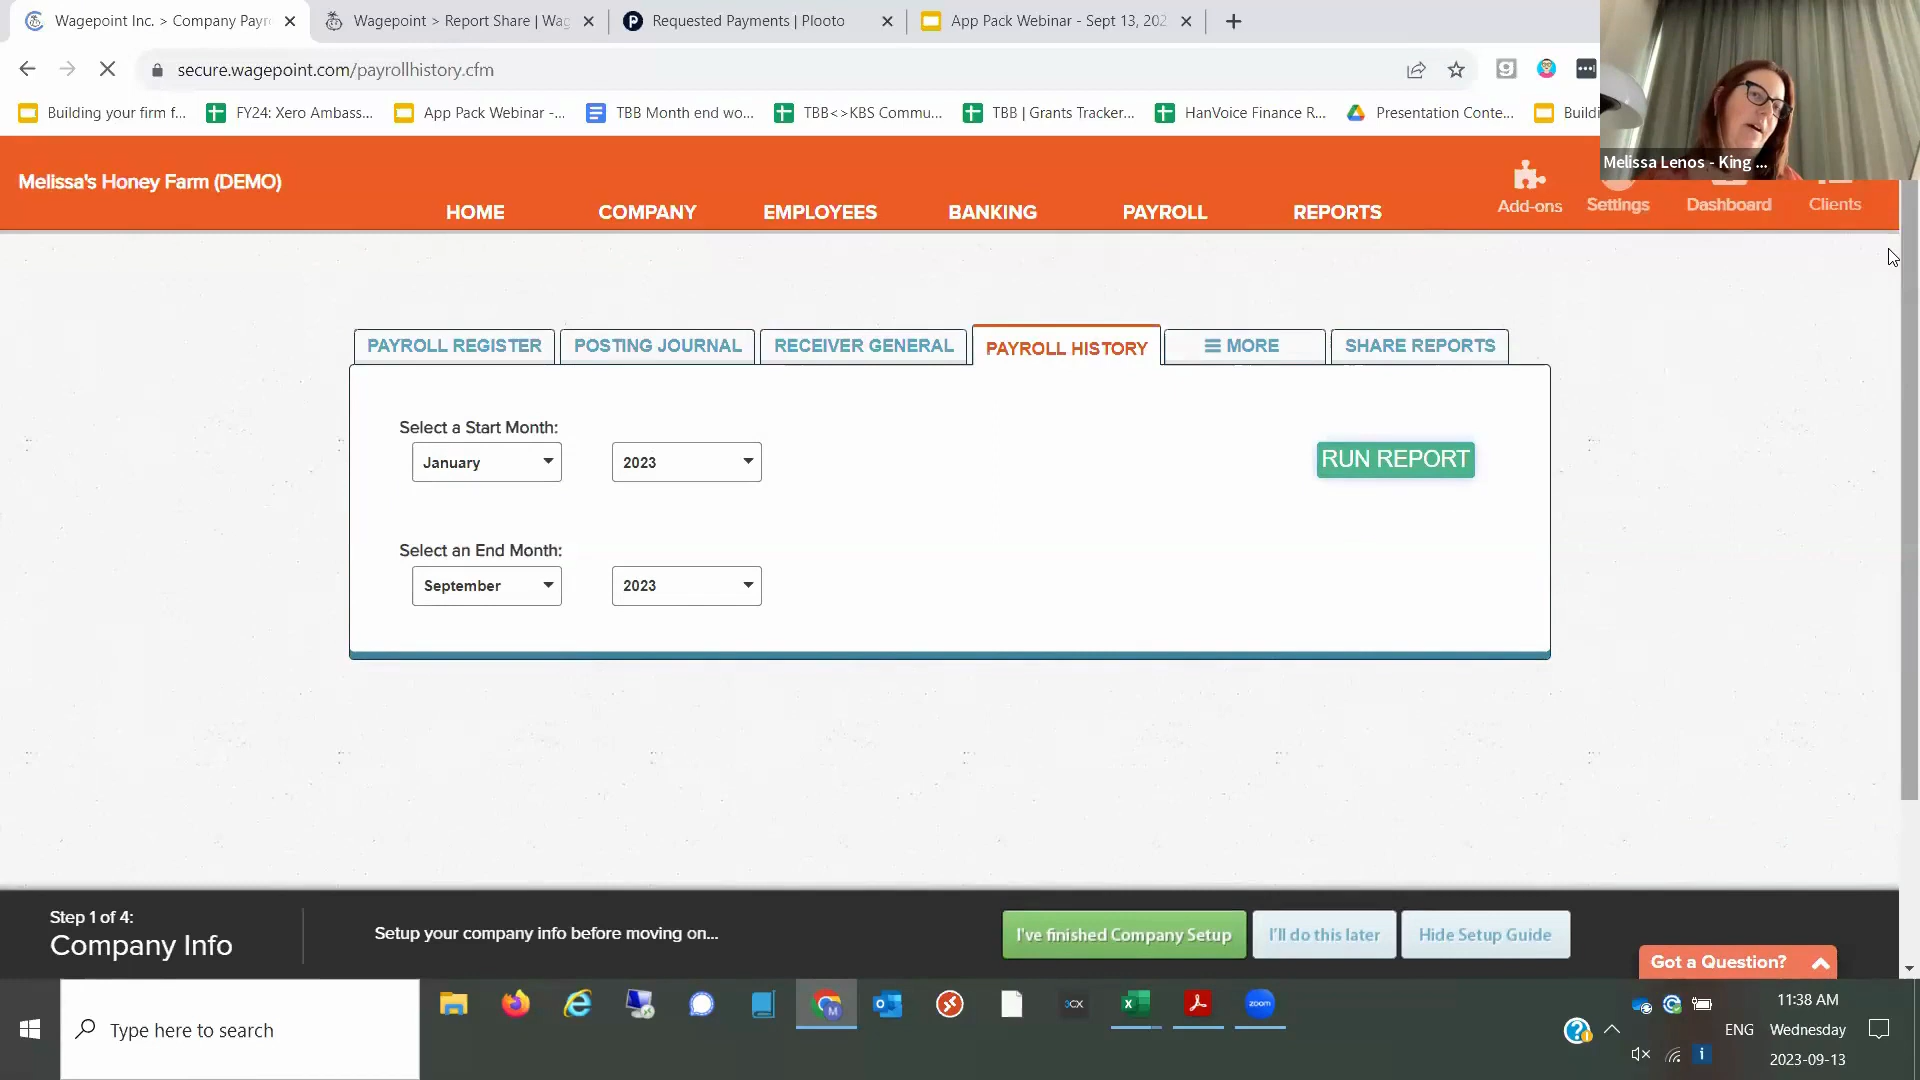 Wagepoint Inc. > Company Payr
Wagepoint > Report Share | Wag
Requested Payments | Plooto
App Pack Webinar - Sept 13, 202
secure.wagepoint.com/payrollhistory.cfm
Building your firm f...
FY24: Xero Ambass...
App Pack Webinar -...
TBB Month end wo...
TBB<>KBS Commu...
TBB | Grants Tracker...
HanVoice Finance R...
Presentation Conte...
Buildi
Melissa Lenos - King ...
Melissa's Honey Farm (DEMO)
HOME
COMPANY
EMPLOYEES
BANKING
PAYROLL
REPORTS
Add-ons
Settings
Dashboard
Clients
PAYROLL REGISTER
POSTING JOURNAL
RECEIVER GENERAL
PAYROLL HISTORY
MORE
SHARE REPORTS
Select a Start Month:
January
2023
RUN REPORT
Select an End Month:
September
2023
Step 1 of 4:
Company Info
Setup your company info before moving on...
I've finished Company Setup
I'll do this later
Hide Setup Guide
Got a Question?
Type here to search
3CX
zoom
11:38 AM
ENG
Wednesday
2023-09-13